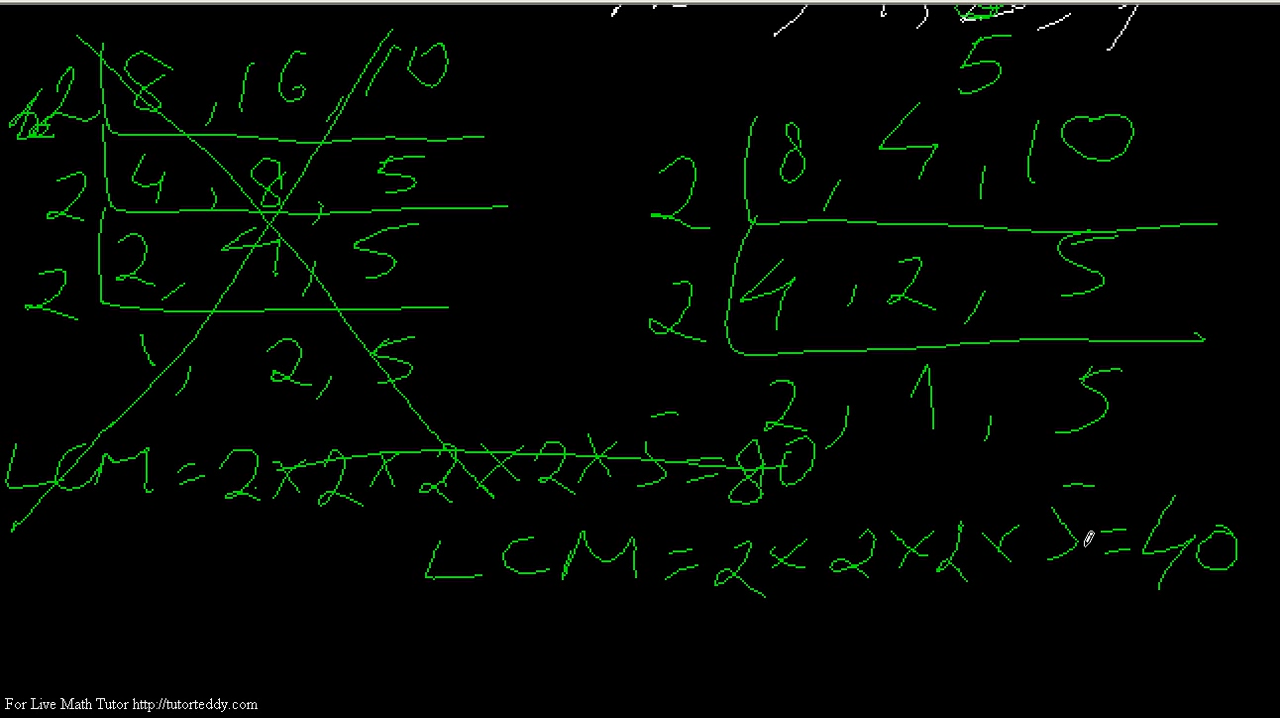 5
2 8, 16, 10
2 4, 8, 5
2 2, 4, 5
1, 2, 5
LCM = 2 × 2 × 2 × 2 × 5 = 80
2 8, 4, 10
2 4, 2, 5
2, 1, 5
LCM = 2 × 2 × 2 × 5 = 40
For Live Math Tutor http://tutorteddy.com